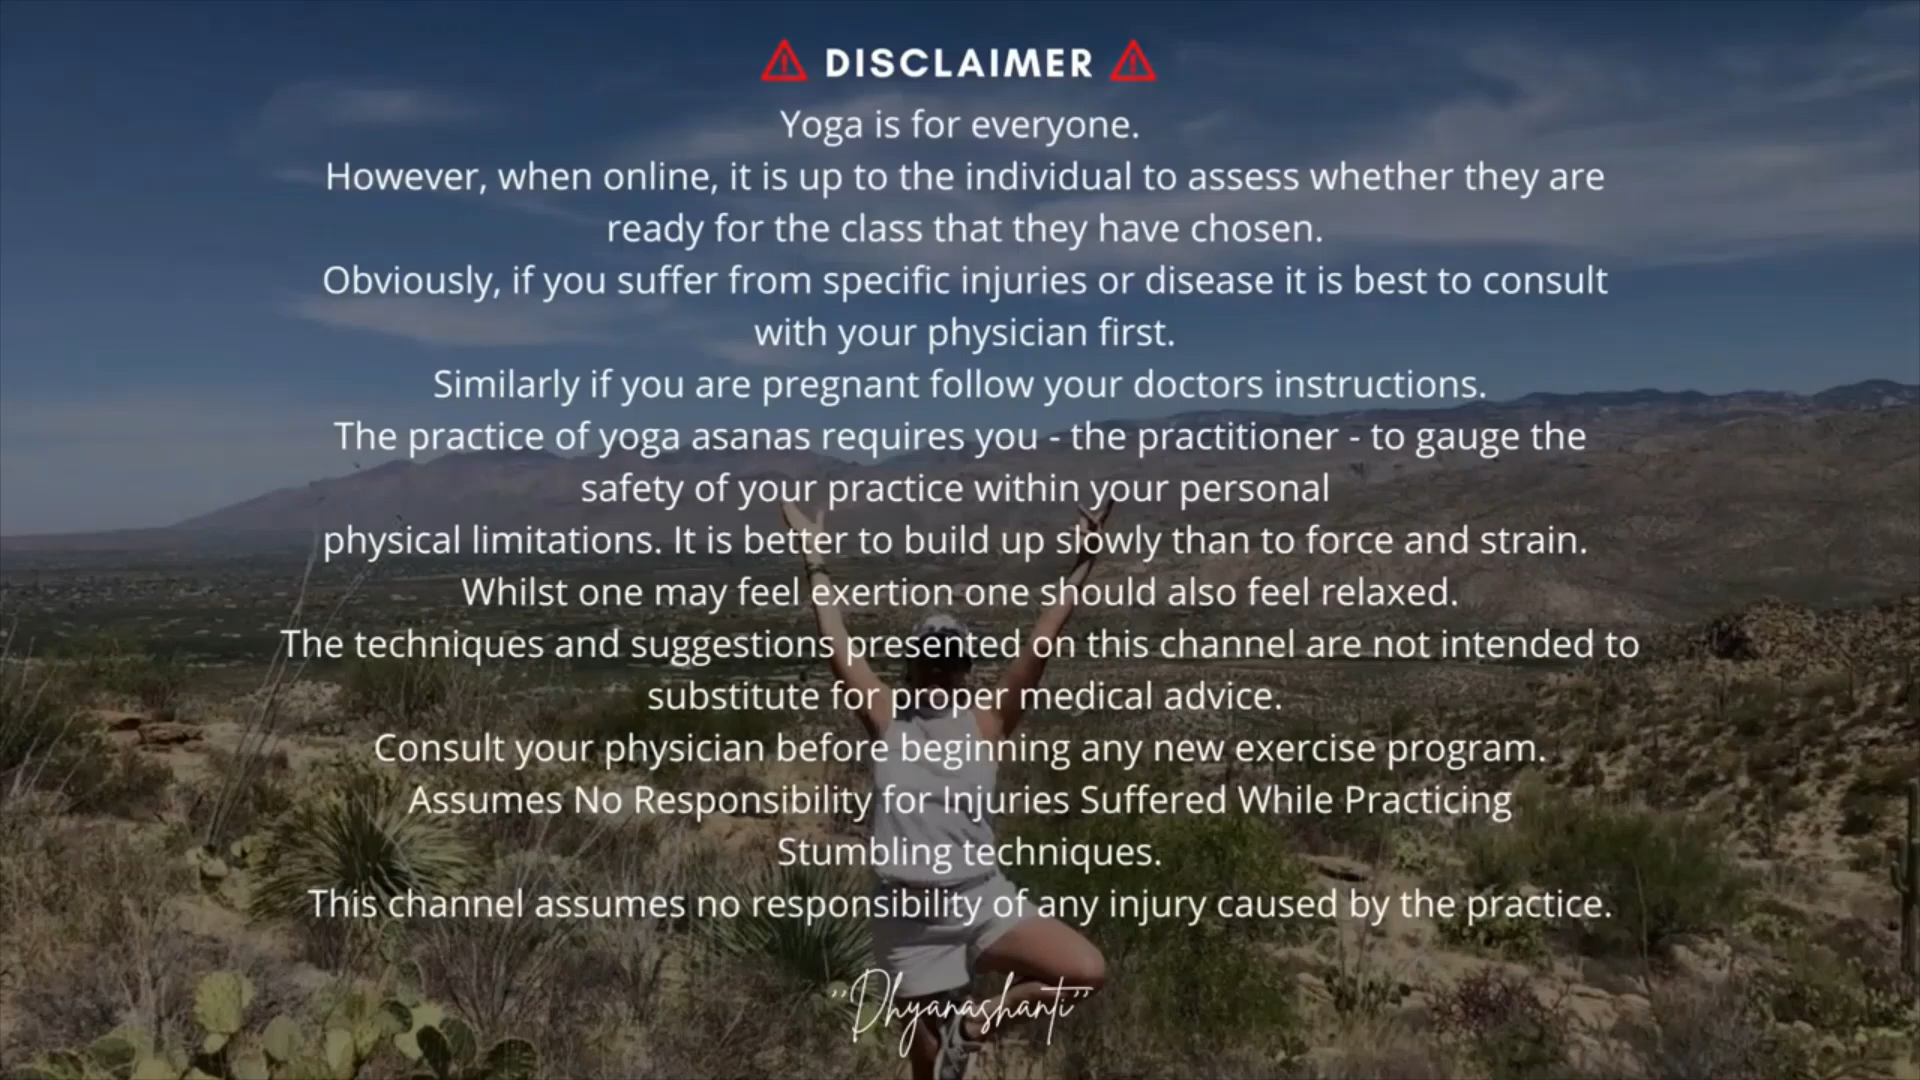 DISCLAIMER
Yoga is for everyone.
However, when online, it is up to the individual to assess whether they are
ready for the class that they have chosen.
Obviously, if you suffer from specific injuries or disease it is best to consult
with your physician first.
Similarly if you are pregnant follow your doctors instructions.
The practice of yoga asanas requires you - the practitioner - to gauge the
safety of your practice within your personal
physical limitations. It is better to build up slowly than to force and strain.
Whilst one may feel exertion one should also feel relaxed.
The techniques and suggestions presented on this channel are not intended to
substitute for proper medical advice.
Consult your physician before beginning any new exercise program.
Assumes No Responsibility for Injuries Suffered While Practicing
Stumbling techniques.
This channel assumes no responsibility of any injury caused by the practice.
"Dhyanashanti"